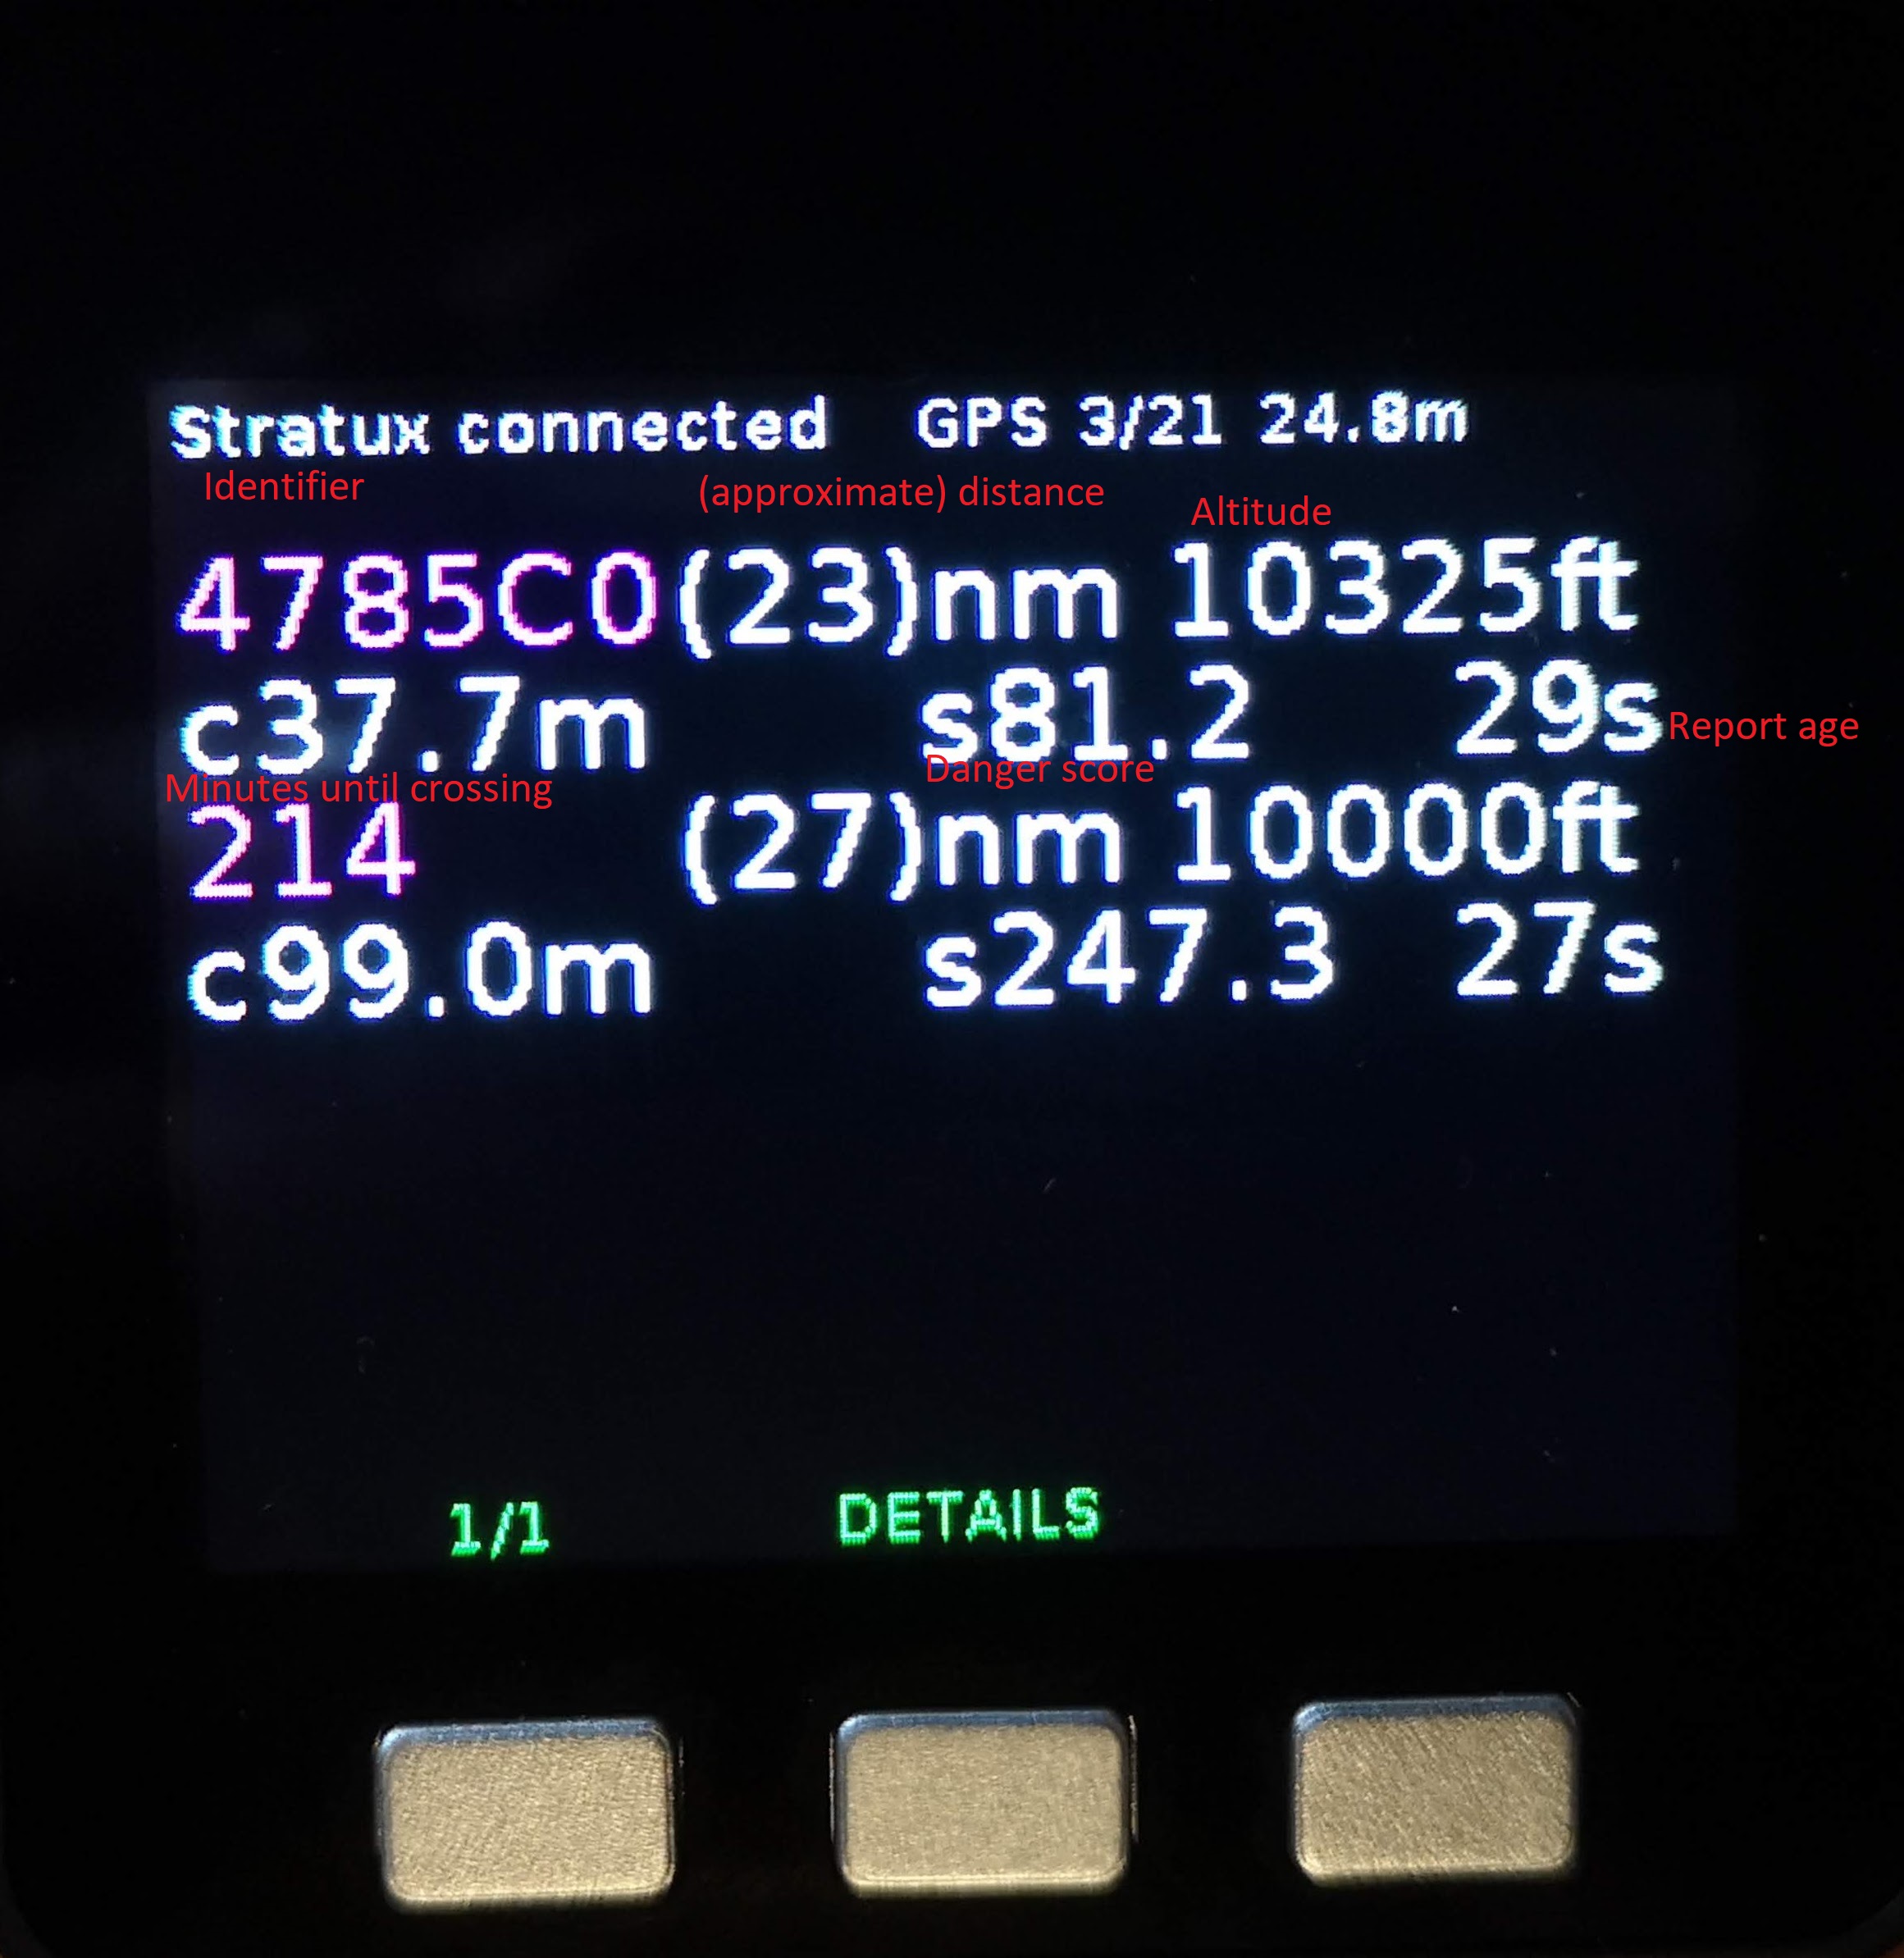 Stratux connected GPS 3/21 24.8m
Identifier (approximate) distance Altitude
4785C0 (23)nm 10325ft
c37.7m s81.2 29s Report age
Minutes until crossing Danger score
214 (27)nm 10000ft
c99.0m s247.3 27s
1/1 DETAILS